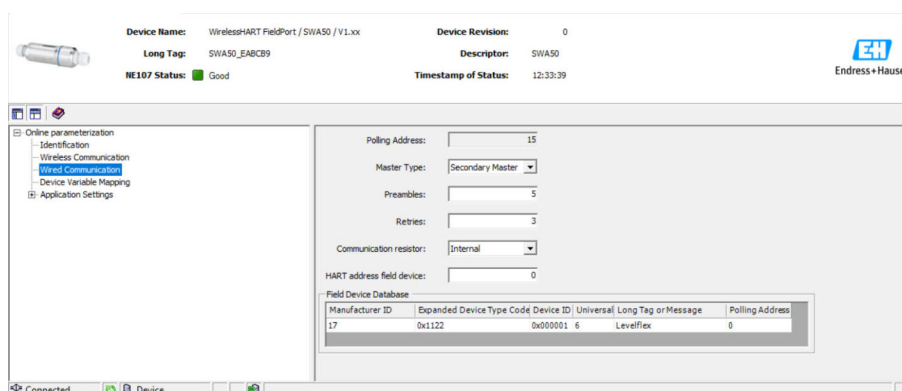 Device Name: WirelessHART FieldPort / SWA50 / V1.xx Device Revision: 0
Long Tag: SWA50_EABCB9 Descriptor: SWA50
NE107 Status: Good Timestamp of Status: 12:33:39
EH
Endress+Hause
Online parameterization
Identification
Wireless Communication
Wired Communication
Device Variable Mapping
Application Settings
Polling Address: 15
Master Type: Secondary Master
Preambles: 5
Retries: 3
Communication resistor: Internal
HART address field device: 0
Field Device Database
Manufacturer ID Expanded Device Type Code Device ID Universal Long Tag or Message Polling Address
17 0x1122 0x000001 6 Levelflex 0
Connected Device